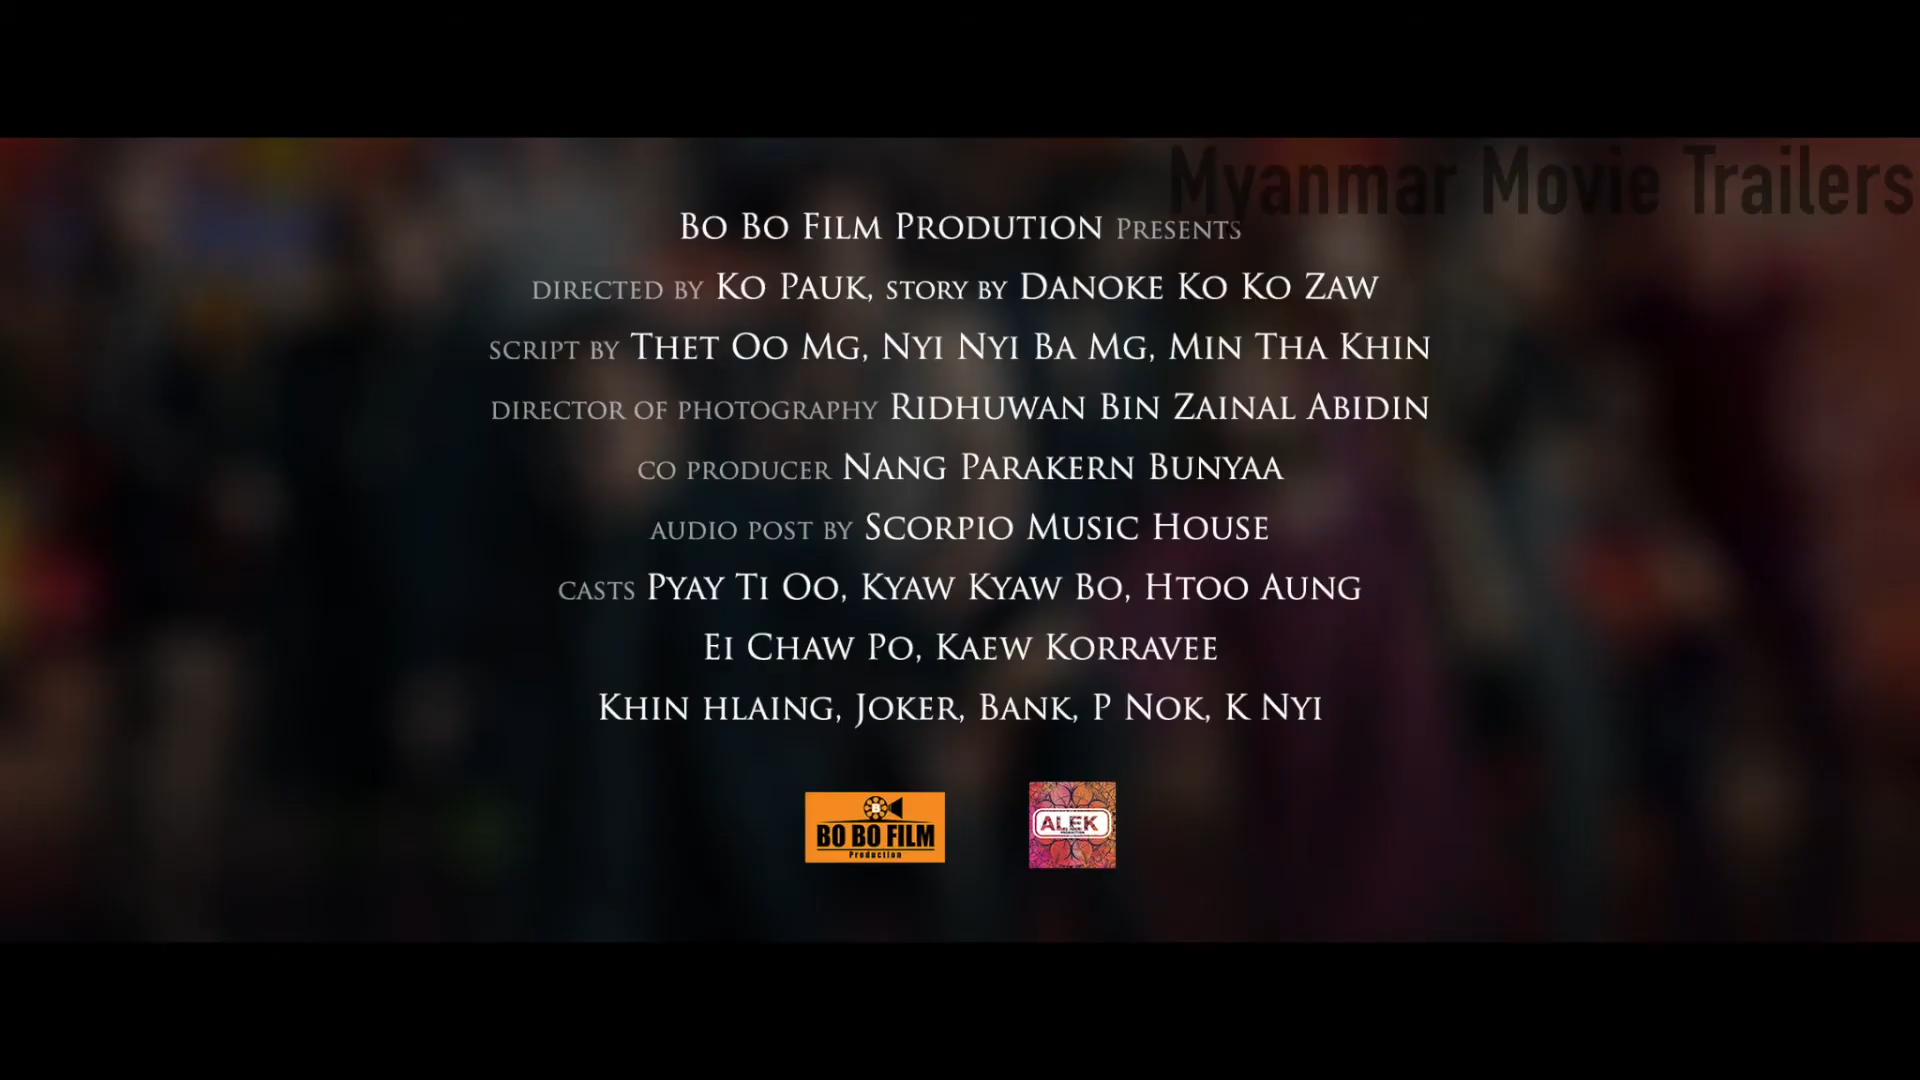 Myanmar Movie Trailers
BO BO FILM PRODUTION PRESENTS
DIRECTED BY KO PAUK, STORY BY DANOKE KO KO ZAW
SCRIPT BY THET OO MG, NYI NYI BA MG, MIN THA KHIN
DIRECTOR OF PHOTOGRAPHY RIDHUWAN BIN ZAINAL ABIDIN
CO PRODUCER NANG PARAKERN BUNYAA
AUDIO POST BY SCORPIO MUSIC HOUSE
CASTS PYAY TI OO, KYAW KYAW BO, HTOO AUNG
EI CHAW PO, KAEW KORRAVEE
KHIN HLAING, JOKER, BANK, P NOK, K NYI
BO BO FILM
Production
ALEK
PRODUCTION